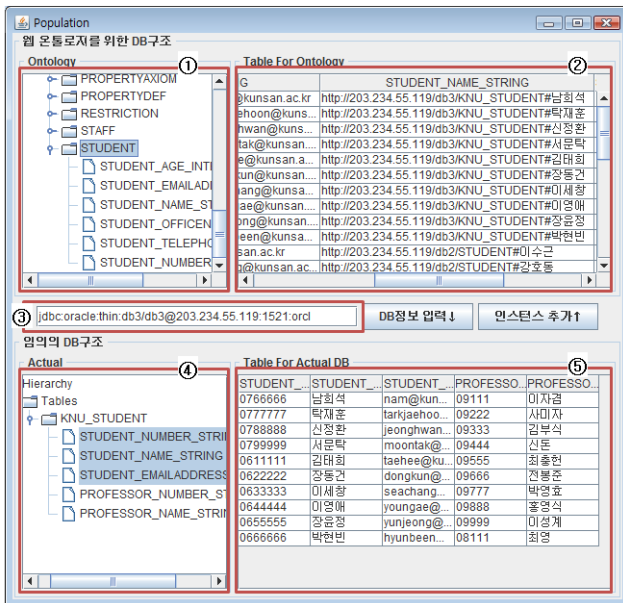 Population
웹 온톨로지를 위한 DB구조
Ontology ①
PROPERTYAXIOM
PROPERTYDEF
RESTRICTION
STAFF
STUDENT
STUDENT_AGE_INT
STUDENT_EMAILADI
STUDENT_NAME_ST
STUDENT_OFFICEN
STUDENT_TELEPHO
STUDENT_NUMBER
Table For Ontology ②
G STUDENT_NAME_STRING
@kunsan.ac.kr http://203.234.55.119/db3/KNU_STUDENT#남희석
ehoon@kuns... http://203.234.55.119/db3/KNU_STUDENT#탁재훈
hwan@kuns... http://203.234.55.119/db3/KNU_STUDENT#신정환
tak@kunsan... http://203.234.55.119/db3/KNU_STUDENT#서문탁
e@kunsan.a... http://203.234.55.119/db3/KNU_STUDENT#김태희
kun@kunsan... http://203.234.55.119/db3/KNU_STUDENT#장동건
ang@kunsa... http://203.234.55.119/db3/KNU_STUDENT#이세창
ae@kunsan... http://203.234.55.119/db3/KNU_STUDENT#이영애
ong@kunsan... http://203.234.55.119/db3/KNU_STUDENT#장윤정
een@kunsa... http://203.234.55.119/db3/KNU_STUDENT#박현빈
san.ac.kr http://203.234.55.119/db2/STUDENT#이수근
g@kunsan.ac... http://203.234.55.119/db2/STUDENT#강호동
③ jdbc:oracle:thin:db3/db3@203.234.55.119:1521:orcl DB정보 입력↓ 인스턴스 추가↑
임의의 DB구조
Actual ④
Hierarchy
Tables
KNU_STUDENT
STUDENT_NUMBER_STRI
STUDENT_NAME_STRING
STUDENT_EMAILADDRESS
PROFESSOR_NUMBER_ST
PROFESSOR_NAME_STRIN
Table For Actual DB ⑤
STUDENT_... STUDENT_... STUDENT_... PROFESSO... PROFESSO...
0766666 남희석 nam@kun... 09111 이자겸
0777777 탁재훈 tarkjaehoo... 09222 사미자
0788888 신정환 jeonghwan... 09333 김부식
0799999 서문탁 moontak@... 09444 신돈
0611111 김태희 taehee@ku... 09555 최충헌
0622222 장동건 dongkun@... 09666 전봉준
0633333 이세창 seachang... 09777 박영효
0644444 이영애 youngae@... 09888 홍영식
0655555 장윤정 yunjeong@... 09999 이성계
0666666 박현빈 hyunbeen... 08111 최영